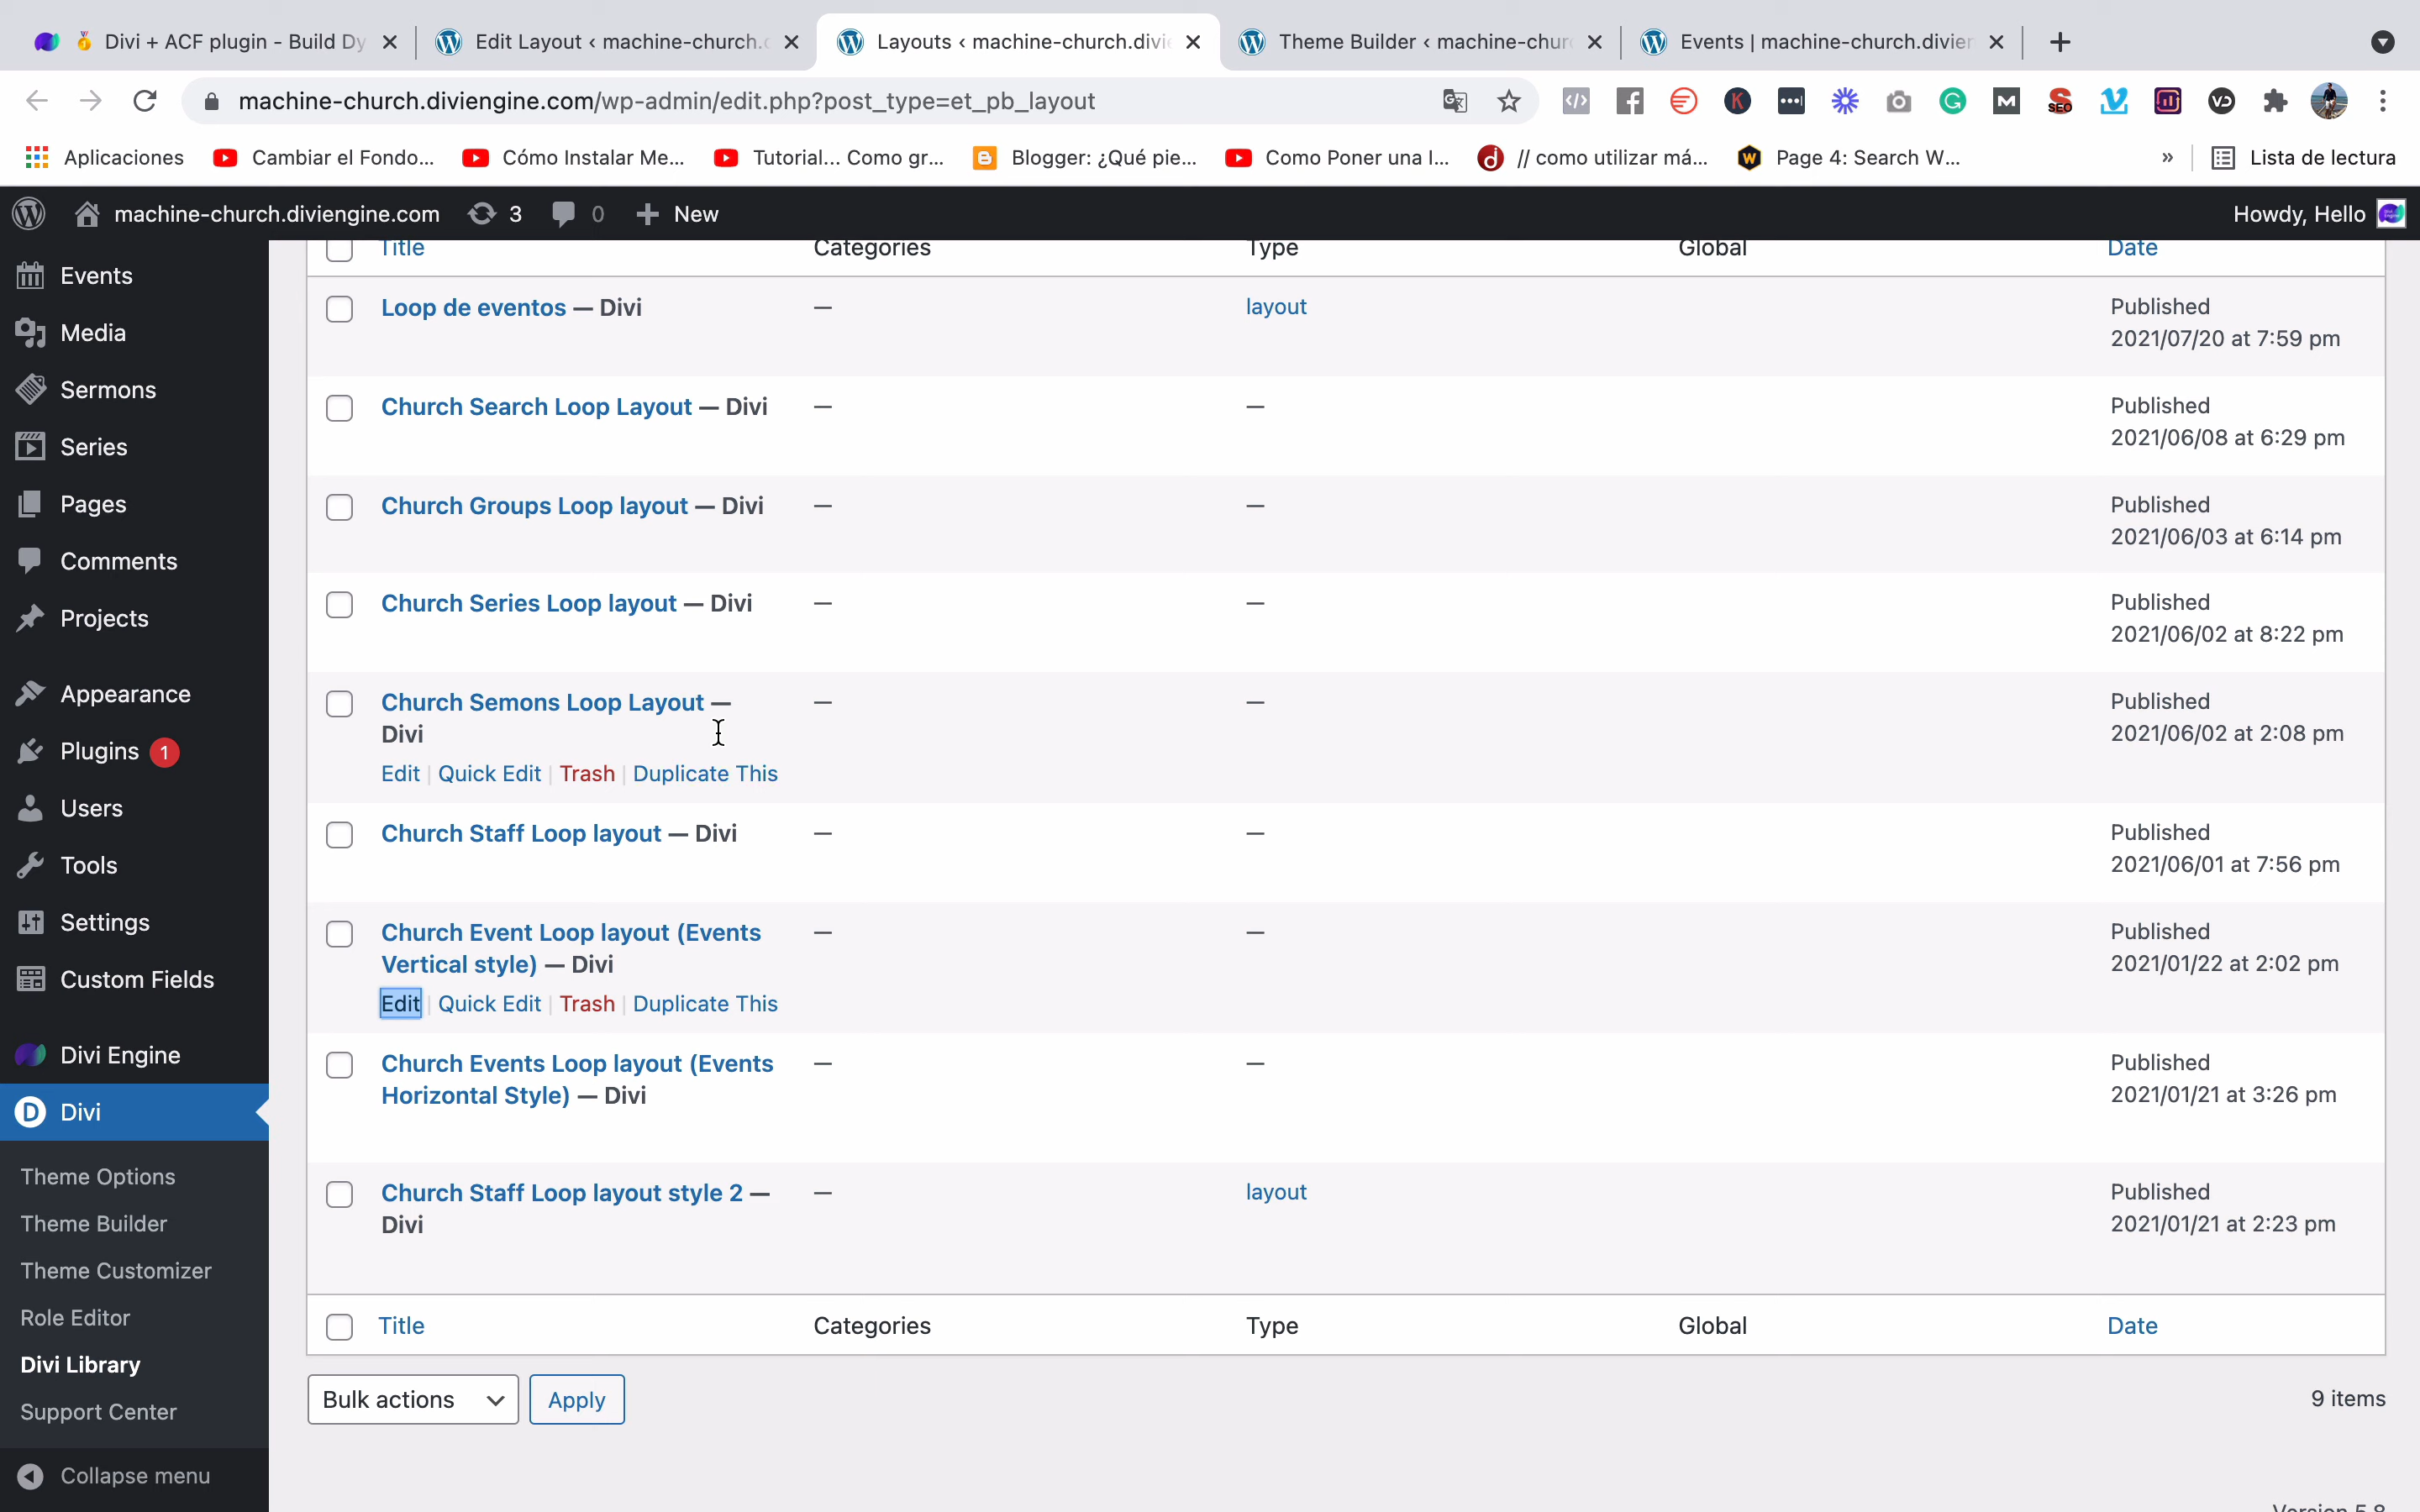 Divi + ACF plugin - Build Dy
Edit Layout ‹ machine-church.
Layouts ‹ machine-church.divi
Theme Builder ‹ machine-chur
Events | machine-church.divien
machine-church.diviengine.com/wp-admin/edit.php?post_type=et_pb_layout
Aplicaciones
Cambiar el Fondo...
Cómo Instalar Me...
Tutorial... Como gr...
Blogger: ¿Qué pie...
Como Poner una I...
// como utilizar má...
Page 4: Search W...
»
Lista de lectura
machine-church.diviengine.com
3
0
New
Howdy, Hello
Events
Media
Sermons
Series
Pages
Comments
Projects
Appearance
Plugins 1
Users
Tools
Settings
Custom Fields
Divi Engine
Divi
Theme Options
Theme Builder
Theme Customizer
Role Editor
Divi Library
Support Center
Collapse menu
Title Categories Type Global Date
Loop de eventos — Divi — layout Published
2021/07/20 at 7:59 pm
Church Search Loop Layout — Divi — — Published
2021/06/08 at 6:29 pm
Church Groups Loop layout — Divi — — Published
2021/06/03 at 6:14 pm
Church Series Loop layout — Divi — — Published
2021/06/02 at 8:22 pm
Church Semons Loop Layout — — — Published
Divi 2021/06/02 at 2:08 pm
Edit | Quick Edit | Trash | Duplicate This
Church Staff Loop layout — Divi — — Published
2021/06/01 at 7:56 pm
Church Event Loop layout (Events — — Published
Vertical style) — Divi 2021/01/22 at 2:02 pm
Edit | Quick Edit | Trash | Duplicate This
Church Events Loop layout (Events — — Published
Horizontal Style) — Divi 2021/01/21 at 3:26 pm
Church Staff Loop layout style 2 — — layout Published
Divi 2021/01/21 at 2:23 pm
Title Categories Type Global Date
Bulk actions Apply 9 items